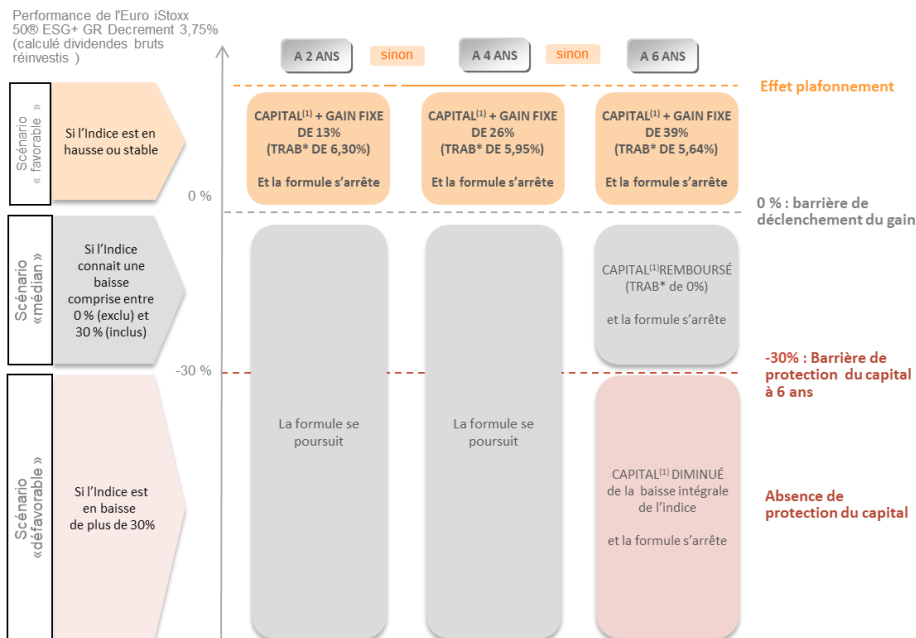 Performance de l'Euro iStoxx
50® ESG+ GR Decrement 3,75%
(calculé dividendes bruts
réinvestis )
A 2 ANS
sinon
A 4 ANS
sinon
A 6 ANS
Effet plafonnement
Scénario
« favorable »
Si l'Indice est en
hausse ou stable
CAPITAL(1) + GAIN FIXE
DE 13%
(TRAB* DE 6,30%)
Et la formule s'arrête
CAPITAL(1) + GAIN FIXE
DE 26%
(TRAB* DE 5,95%)
Et la formule s'arrête
CAPITAL(1) + GAIN FIXE
DE 39%
(TRAB* DE 5,64%)
Et la formule s'arrête
0 %
0 % : barrière de
déclenchement du gain
Scénario
«médian »
Si l'Indice
connait une
baisse
comprise entre
0 % (exclu) et
30 % (inclus)
CAPITAL(1)REMBOURSÉ
(TRAB* de 0%)
et la formule s'arrête
-30 %
-30% : Barrière de
protection du capital
à 6 ans
Scénario
«défavorable »
Si l'Indice est
en baisse
de plus de 30%
La formule se
poursuit
La formule se
poursuit
CAPITAL(1) DIMINUÉ
de la baisse intégrale
de l'indice
et la formule s'arrête
Absence de
protection du capital